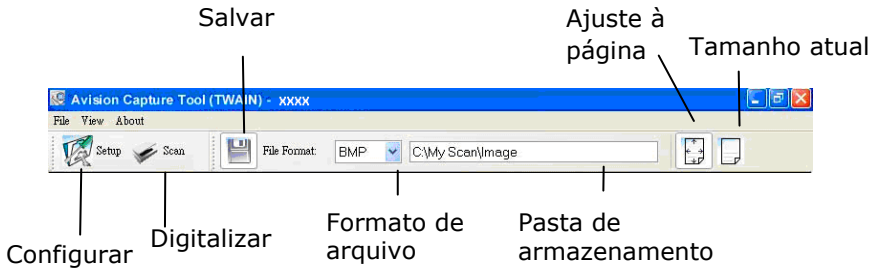 Salvar
Ajuste à
página
Tamanho atual
Avision Capture Tool (TWAIN) - xxxx
File View About
Setup Scan File Format: BMP C:\My Scan\Image
Configurar
Digitalizar
Formato de
arquivo
Pasta de
armazenamento